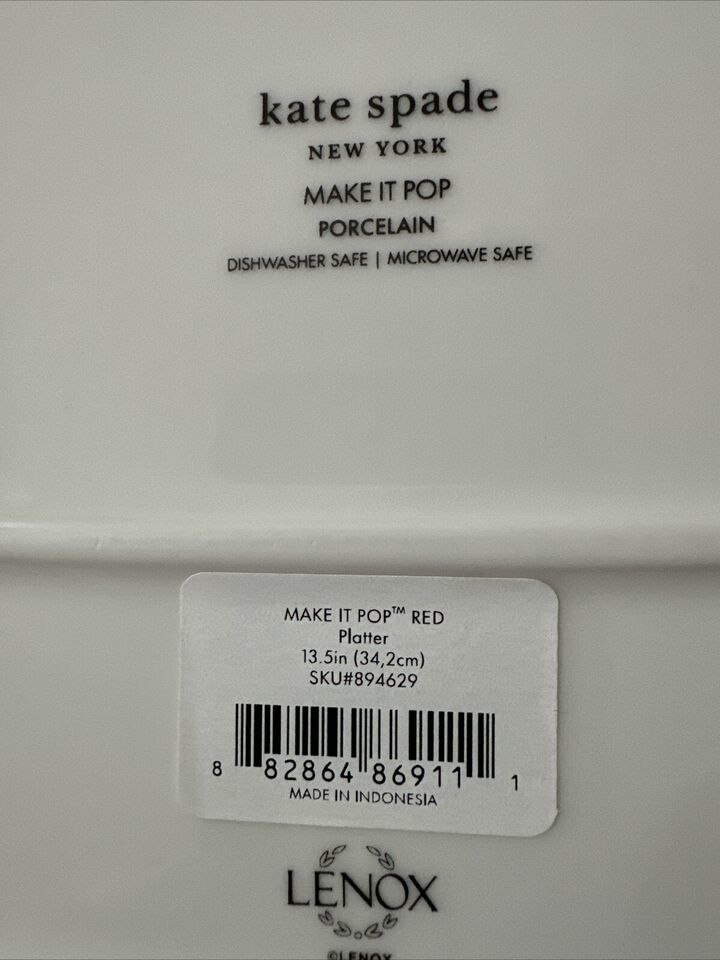 kate spade
NEW YORK
MAKE IT POP
PORCELAIN
DISHWASHER SAFE | MICROWAVE SAFE
MAKE IT POP™ RED
Platter
13.5in (34,2cm)
SKU#894629
8 82864 86911 1
MADE IN INDONESIA
LENOX
©LENOX